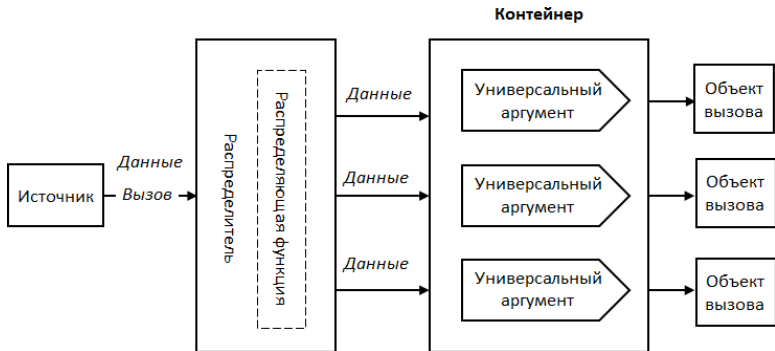 Контейнер
Источник
Данные
Вызов
Распределитель
Распределяющая функция
Данные
Данные
Данные
Универсальный
аргумент
Объект
вызова
Универсальный
аргумент
Объект
вызова
Универсальный
аргумент
Объект
вызова